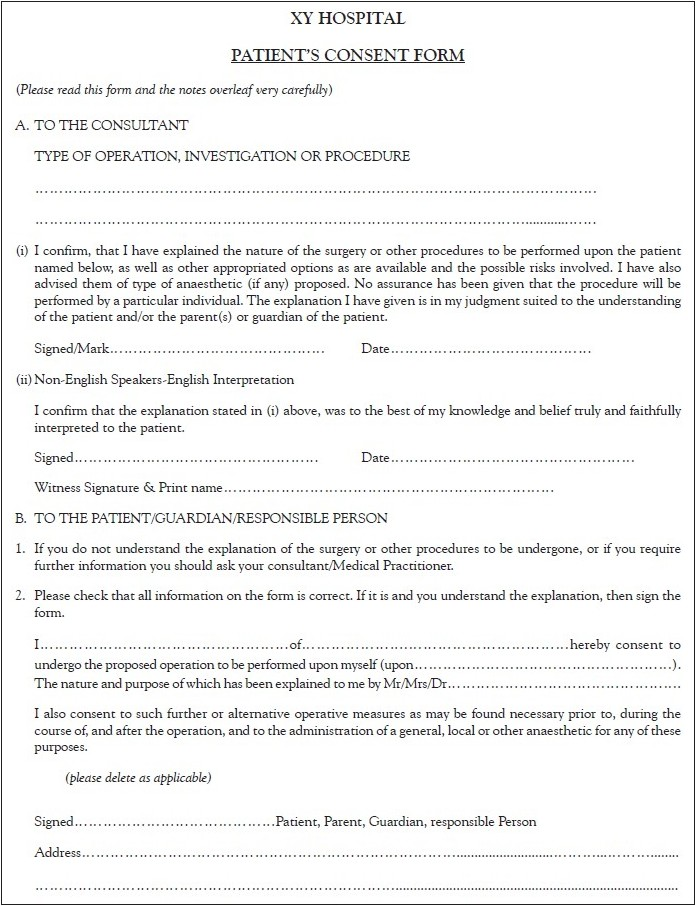 XY HOSPITAL
PATIENT'S CONSENT FORM
(Please read this form and the notes overleaf very carefully)
A. TO THE CONSULTANT
TYPE OF OPERATION, INVESTIGATION OR PROCEDURE
……………………………………………………………………………………………………
……………………………………………………………………………………................……
(i) I confirm, that I have explained the nature of the surgery or other procedures to be performed upon the patient
named below, as well as other appropriated options as are available and the possible risks involved. I have also
advised them of type of anaesthetic (if any) proposed. No assurance has been given that the procedure will be
performed by a particular individual. The explanation I have given is in my judgment suited to the understanding
of the patient and/or the parent(s) or guardian of the patient.
Signed/Mark……………………………………… Date……………………………………
(ii) Non-English Speakers-English Interpretation
I confirm that the explanation stated in (i) above, was to the best of my knowledge and belief truly and faithfully
interpreted to the patient.
Signed…………………………………………… Date……………………………………………
Witness Signature & Print name……………………………………………………………
B. TO THE PATIENT/GUARDIAN/RESPONSIBLE PERSON
1. If you do not understand the explanation of the surgery or other procedures to be undergone, or if you require
further information you should ask your consultant/Medical Practitioner.
2. Please check that all information on the form is correct. If it is and you understand the explanation, then sign the
form.
I……………………………………………of………………………………………………hereby consent to
undergo the proposed operation to be performed upon myself (upon………………………………………………).
The nature and purpose of which has been explained to me by Mr/Mrs/Dr…………………………………………
I also consent to such further or alternative operative measures as may be found necessary prior to, during the
course of, and after the operation, and to the administration of a general, local or other anaesthetic for any of these
purposes.
(please delete as applicable)
Signed……………………………………Patient, Parent, Guardian, responsible Person
Address……………………………………………………………………..........................………..………........
…………………………………………………………………......................................................................